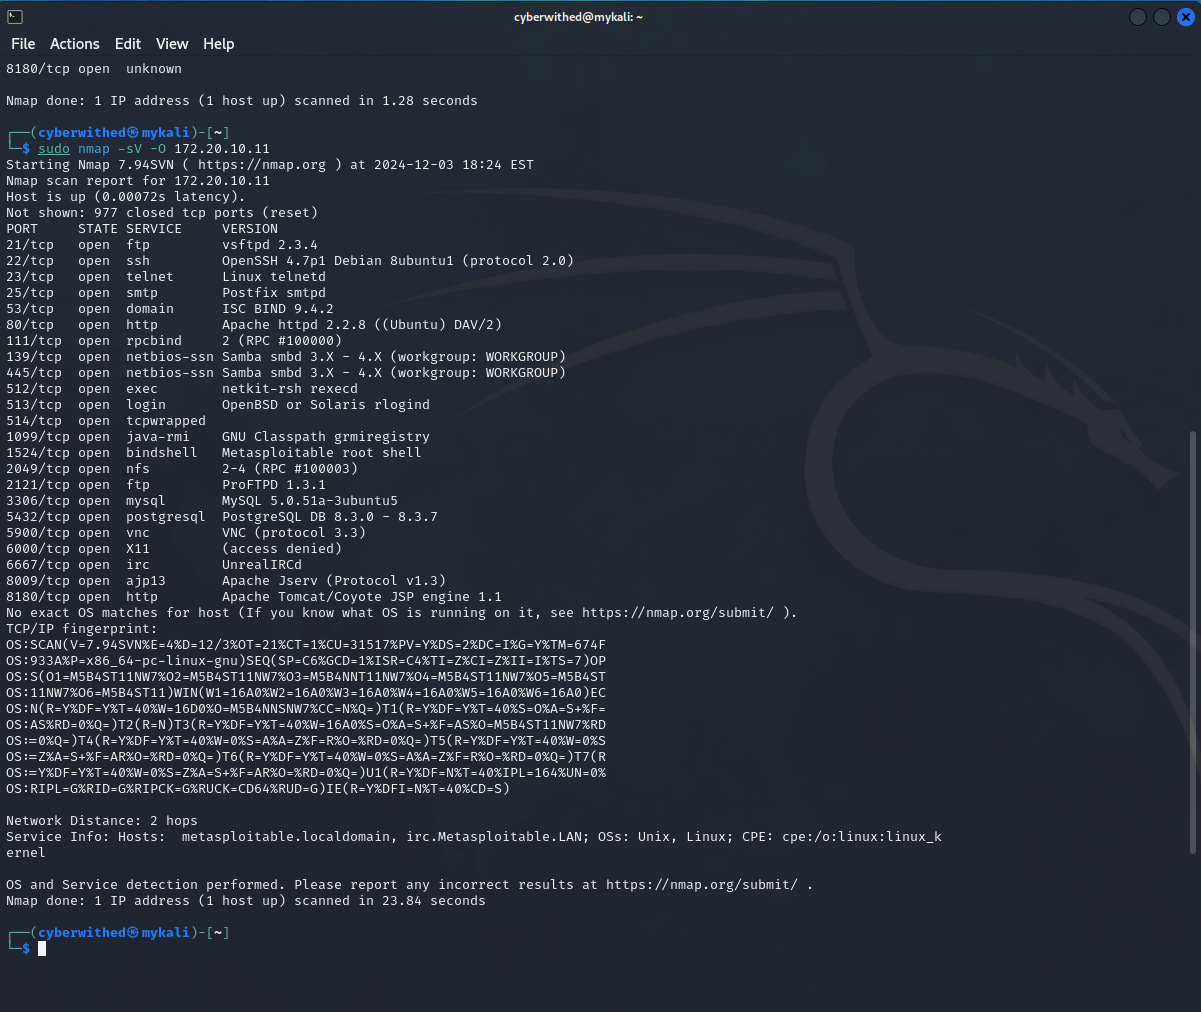 cyberwithed@mykali: ~
File Actions Edit View Help
8180/tcp open  unknown
Nmap done: 1 IP address (1 host up) scanned in 1.28 seconds
┌──(cyberwithed㉿mykali)-[~]
└─$ sudo nmap -sV -O 172.20.10.11
Starting Nmap 7.94SVN ( https://nmap.org ) at 2024-12-03 18:24 EST
Nmap scan report for 172.20.10.11
Host is up (0.00072s latency).
Not shown: 977 closed tcp ports (reset)
PORT     STATE SERVICE     VERSION
21/tcp   open  ftp         vsftpd 2.3.4
22/tcp   open  ssh         OpenSSH 4.7p1 Debian 8ubuntu1 (protocol 2.0)
23/tcp   open  telnet      Linux telnetd
25/tcp   open  smtp        Postfix smtpd
53/tcp   open  domain      ISC BIND 9.4.2
80/tcp   open  http        Apache httpd 2.2.8 ((Ubuntu) DAV/2)
111/tcp  open  rpcbind     2 (RPC #100000)
139/tcp  open  netbios-ssn Samba smbd 3.X - 4.X (workgroup: WORKGROUP)
445/tcp  open  netbios-ssn Samba smbd 3.X - 4.X (workgroup: WORKGROUP)
512/tcp  open  exec        netkit-rsh rexecd
513/tcp  open  login       OpenBSD or Solaris rlogind
514/tcp  open  tcpwrapped
1099/tcp open  java-rmi    GNU Classpath grmiregistry
1524/tcp open  bindshell   Metasploitable root shell
2049/tcp open  nfs         2-4 (RPC #100003)
2121/tcp open  ftp         ProFTPD 1.3.1
3306/tcp open  mysql       MySQL 5.0.51a-3ubuntu5
5432/tcp open  postgresql  PostgreSQL DB 8.3.0 - 8.3.7
5900/tcp open  vnc         VNC (protocol 3.3)
6000/tcp open  X11         (access denied)
6667/tcp open  irc         UnrealIRCd
8009/tcp open  ajp13       Apache Jserv (Protocol v1.3)
8180/tcp open  http        Apache Tomcat/Coyote JSP engine 1.1
No exact OS matches for host (If you know what OS is running on it, see https://nmap.org/submit/ ).
TCP/IP fingerprint:
OS:SCAN(V=7.94SVN%E=4%D=12/3%OT=21%CT=1%CU=31517%PV=Y%DS=2%DC=I%G=Y%TM=674F
OS:933A%P=x86_64-pc-linux-gnu)SEQ(SP=C6%GCD=1%ISR=C4%TI=Z%CI=Z%II=I%TS=7)OP
OS:S(O1=M5B4ST11NW7%O2=M5B4ST11NW7%O3=M5B4NNT11NW7%O4=M5B4ST11NW7%O5=M5B4ST
OS:11NW7%O6=M5B4ST11)WIN(W1=16A0%W2=16A0%W3=16A0%W4=16A0%W5=16A0%W6=16A0)EC
OS:N(R=Y%DF=Y%T=40%W=16D0%O=M5B4NNSNW7%CC=N%Q=)T1(R=Y%DF=Y%T=40%S=O%A=S+%F=
OS:AS%RD=0%Q=)T2(R=N)T3(R=Y%DF=Y%T=40%W=16A0%S=O%A=S+%F=AS%O=M5B4ST11NW7%RD
OS:=0%Q=)T4(R=Y%DF=Y%T=40%W=0%S=A%A=Z%F=R%O=%RD=0%Q=)T5(R=Y%DF=Y%T=40%W=0%S
OS:=Z%A=S+%F=AR%O=%RD=0%Q=)T6(R=Y%DF=Y%T=40%W=0%S=A%A=Z%F=R%O=%RD=0%Q=)T7(R
OS:=Y%DF=Y%T=40%W=0%S=Z%A=S+%F=AR%O=%RD=0%Q=)U1(R=Y%DF=N%T=40%IPL=164%UN=0%
OS:RIPL=G%RID=G%RIPCK=G%RUCK=CD64%RUD=G)IE(R=Y%DFI=N%T=40%CD=S)
Network Distance: 2 hops
Service Info: Hosts:  metasploitable.localdomain, irc.Metasploitable.LAN; OSs: Unix, Linux; CPE: cpe:/o:linux:linux_k
ernel
OS and Service detection performed. Please report any incorrect results at https://nmap.org/submit/ .
Nmap done: 1 IP address (1 host up) scanned in 23.84 seconds
┌──(cyberwithed㉿mykali)-[~]
└─$